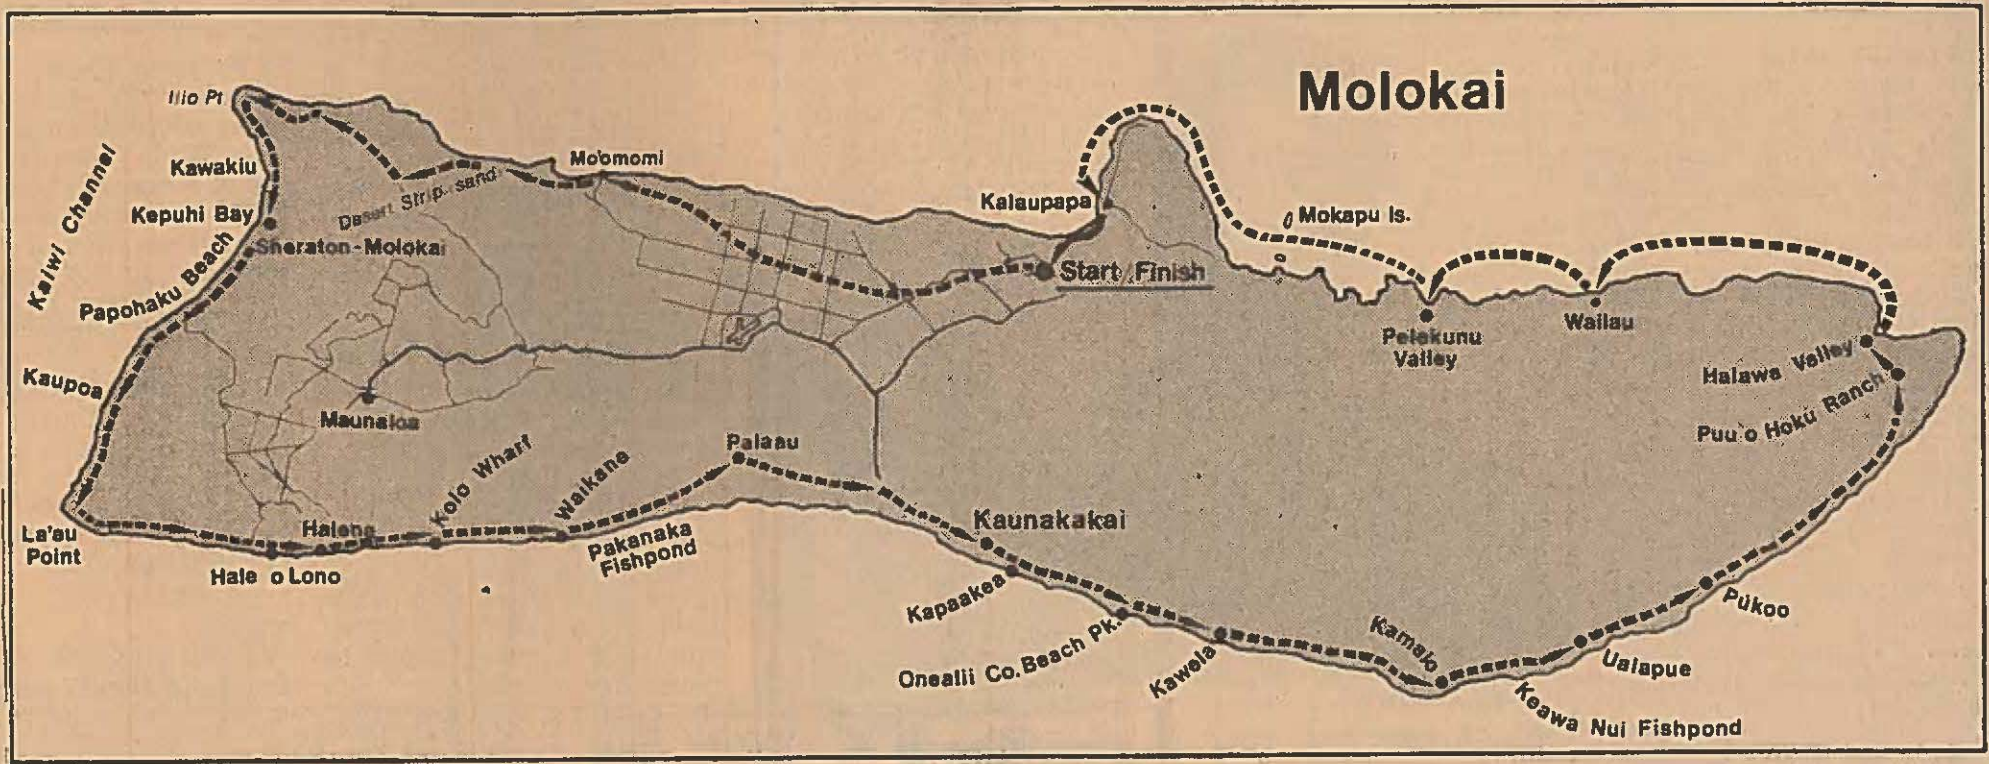 Molokai
Ilio Pt
Kaiwi Channel
Kawakiu
Kepuhi Bay
Sheraton-Molokai
Papohaku Beach
Kaupoa
La'au
Point
Desert Strip. sand
Mo'omomi
Kalaupapa
Mokapu Is.
Start/Finish
Pelekunu
Valley
Wailau
Halawa Valley
Puu'o Hoku Ranch
Maunaloa
Hale o Lono
Halena
Kolo Wharf
Waikane
Palaau
Pakanaka
Fishpond
Kaunakakai
Kapaakea
Onealii Co. Beach Pk.
Kawela
Kamalo
Keawa Nui Fishpond
Ualapue
Pukoo